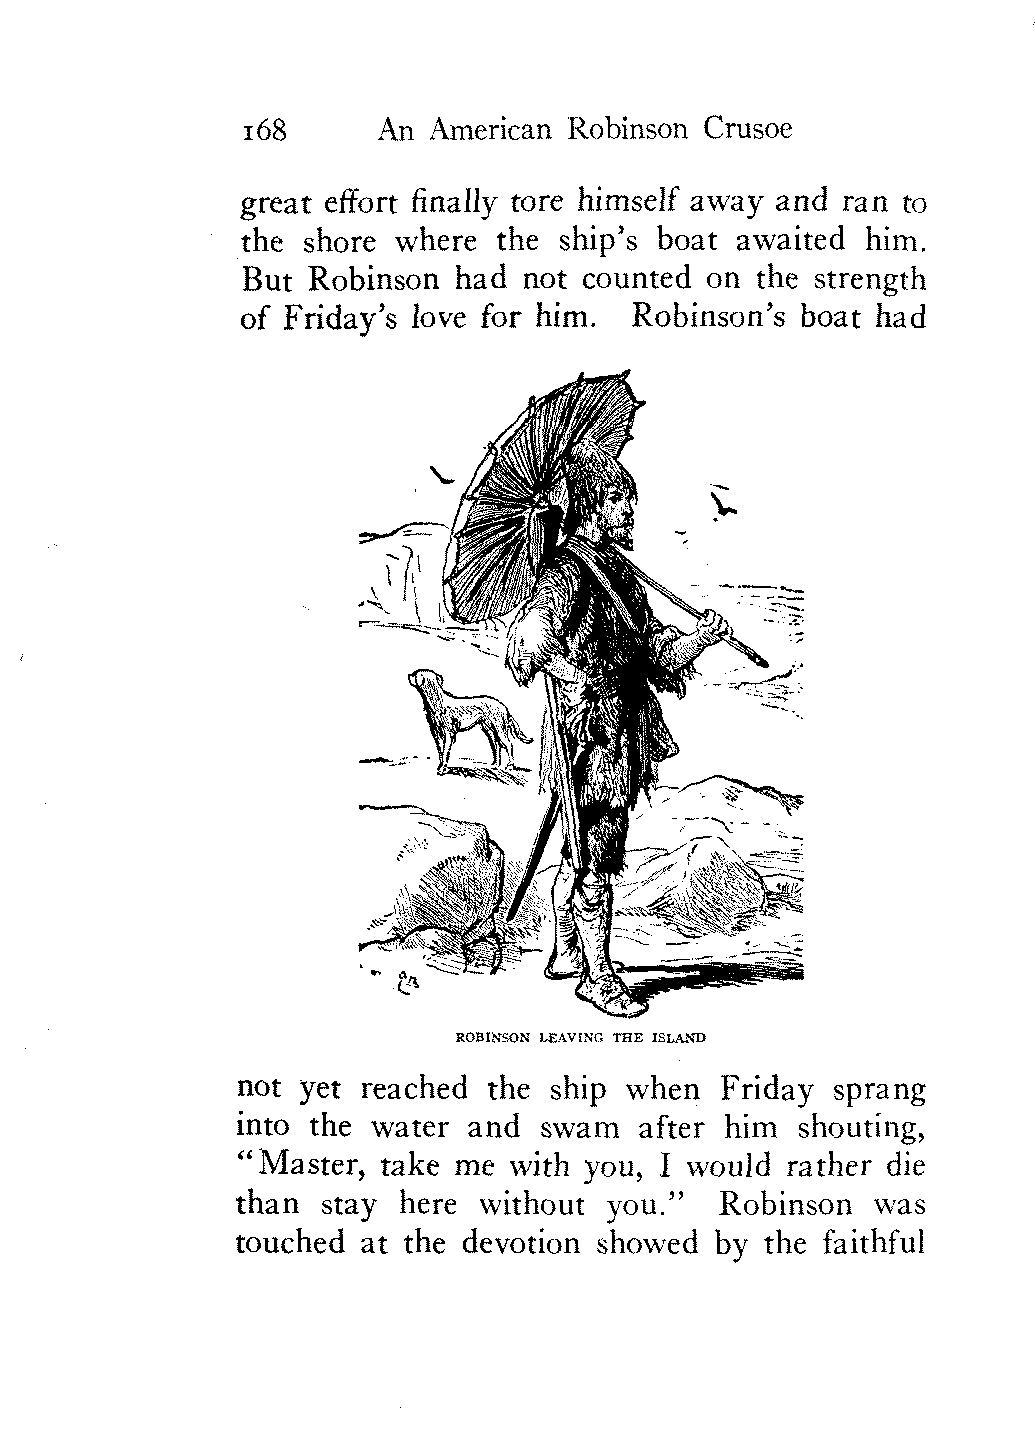 168 An American Robinson Crusoe
great effort finally tore himself away and ran to
the shore where the ship's boat awaited him.
But Robinson had not counted on the strength
of Friday's love for him. Robinson's boat had
ROBINSON LEAVING THE ISLAND
not yet reached the ship when Friday sprang
into the water and swam after him shouting,
“Master, take me with you, I would rather die
than stay here without you.” Robinson was
touched at the devotion showed by the faithful